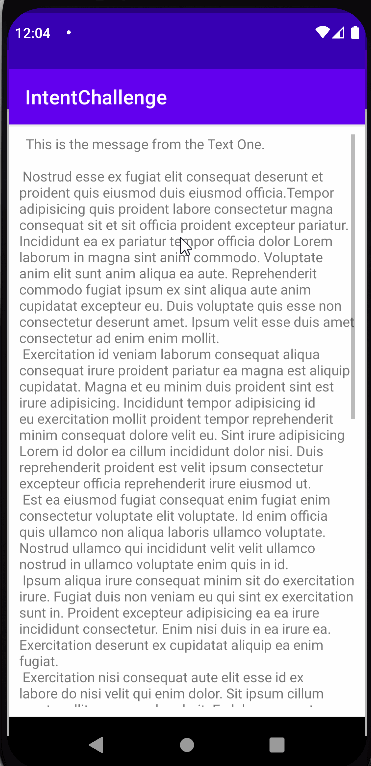 12:04
IntentChallenge
This is the message from the Text One.
Nostrud esse ex fugiat elit consequat deserunt et
proident quis eiusmod duis eiusmod officia.Tempor
adipisicing quis proident labore consectetur magna
consequat sit et sit officia proident excepteur pariatur.
Incididunt ea ex pariatur tempor officia dolor Lorem
laborum in magna sint anim commodo. Voluptate
anim elit sunt anim aliqua ea aute. Reprehenderit
commodo fugiat ipsum ex sint aliqua aute anim
cupidatat excepteur eu. Duis voluptate quis esse non
consectetur deserunt amet. Ipsum velit esse duis amet
consectetur ad enim enim mollit.
Exercitation id veniam laborum consequat aliqua
consequat irure proident pariatur ea magna est aliquip
cupidatat. Magna et eu minim duis proident sint est
irure adipisicing. Incididunt tempor adipisicing id
eu exercitation mollit proident tempor reprehenderit
minim consequat dolore velit eu. Sint irure adipisicing
Lorem id dolor ea cillum incididunt dolor nisi. Duis
reprehenderit proident est velit ipsum consectetur
excepteur officia reprehenderit irure eiusmod ut.
Est ea eiusmod fugiat consequat enim fugiat enim
consectetur voluptate elit voluptate. Id enim officia
quis ullamco non aliqua laboris ullamco voluptate.
Nostrud ullamco qui incididunt velit velit ullamco
nostrud in ullamco voluptate enim quis in id.
Ipsum aliqua irure consequat minim sit do exercitation
irure. Fugiat duis non veniam eu qui sint ex exercitation
sunt in. Proident excepteur adipisicing ea ea irure
incididunt consectetur. Enim nisi duis in ea irure ea.
Exercitation deserunt ex cupidatat aliquip ea enim
fugiat.
Exercitation nisi consequat aute elit esse id ex
labore do nisi velit qui enim dolor. Sit ipsum cillum